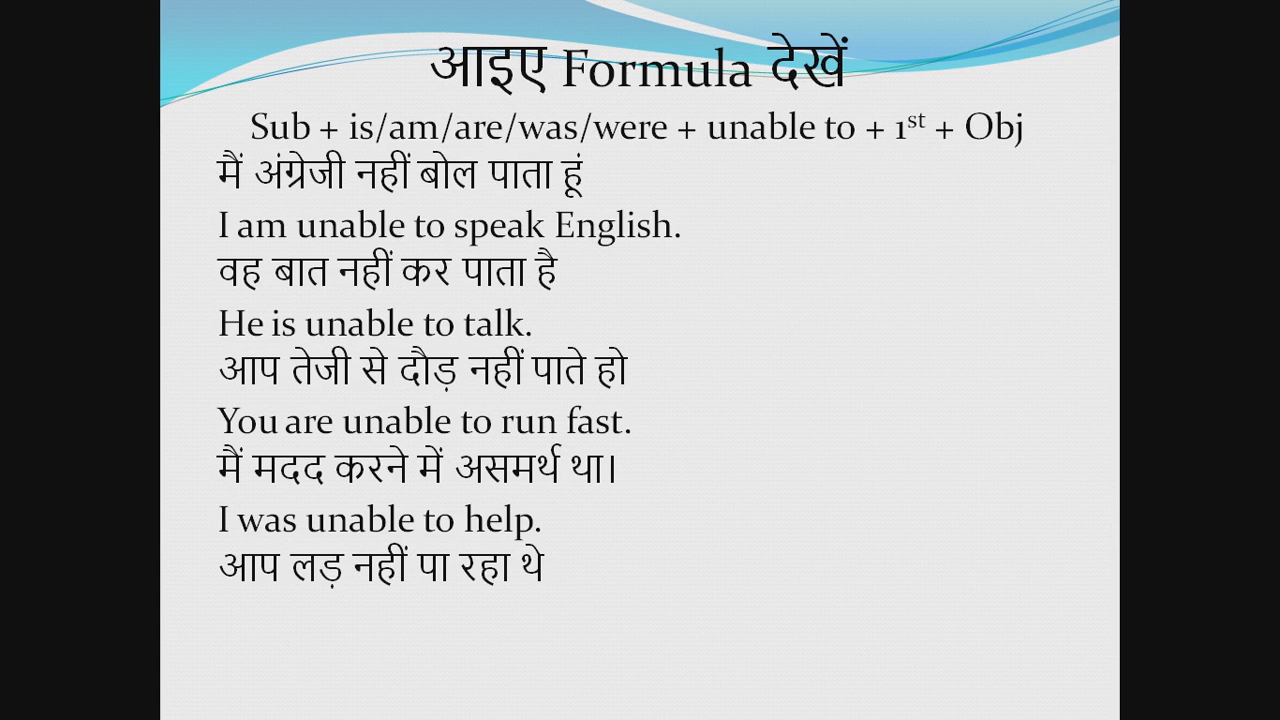 आइए Formula देखें
Sub + is/am/are/was/were + unable to + 1st + Obj
मैं अंग्रेजी नहीं बोल पाता हूं
I am unable to speak English.
वह बात नहीं कर पाता है
He is unable to talk.
आप तेजी से दौड़ नहीं पाते हो
You are unable to run fast.
मैं मदद करने में असमर्थ था।
I was unable to help.
आप लड़ नहीं पा रहा थे